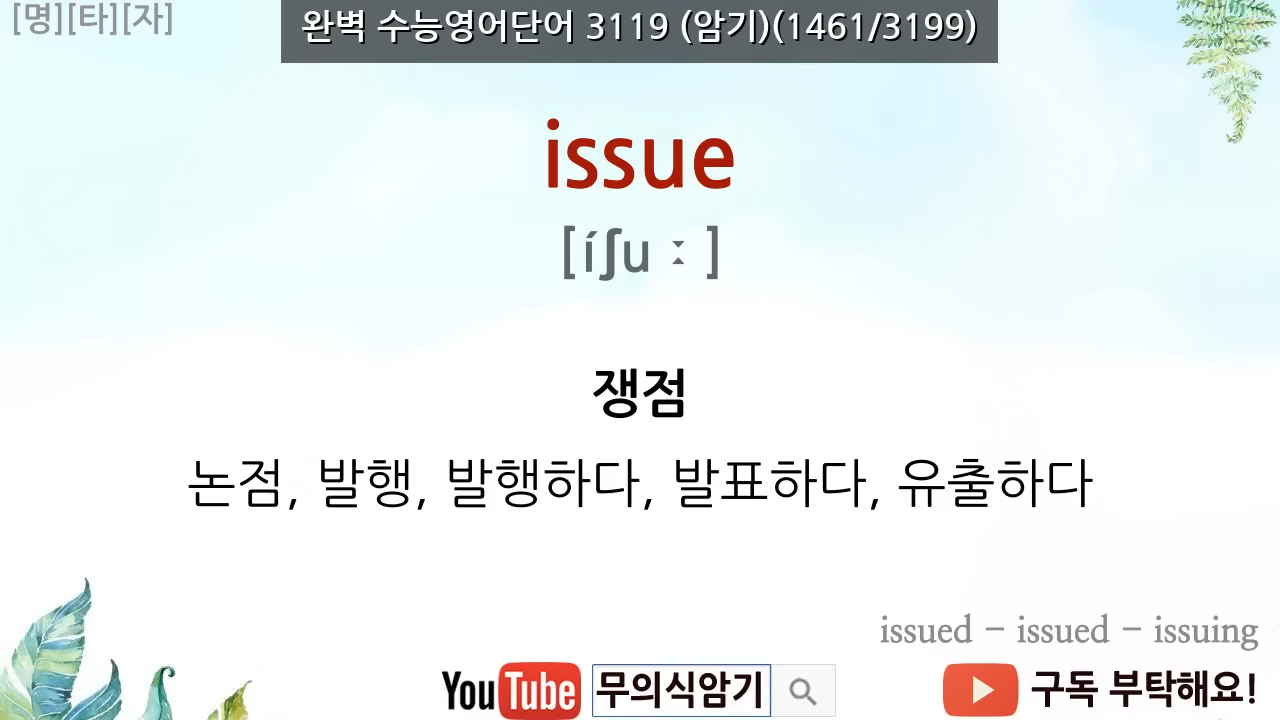 [명][타][자]
완벽 수능영어단어 3119 (암기)(1461/3199)
issue
[íʃuː]
쟁점
논점, 발행, 발행하다, 발표하다, 유출하다
issued - issued - issuing
YouTube 무의식암기 구독 부탁해요!